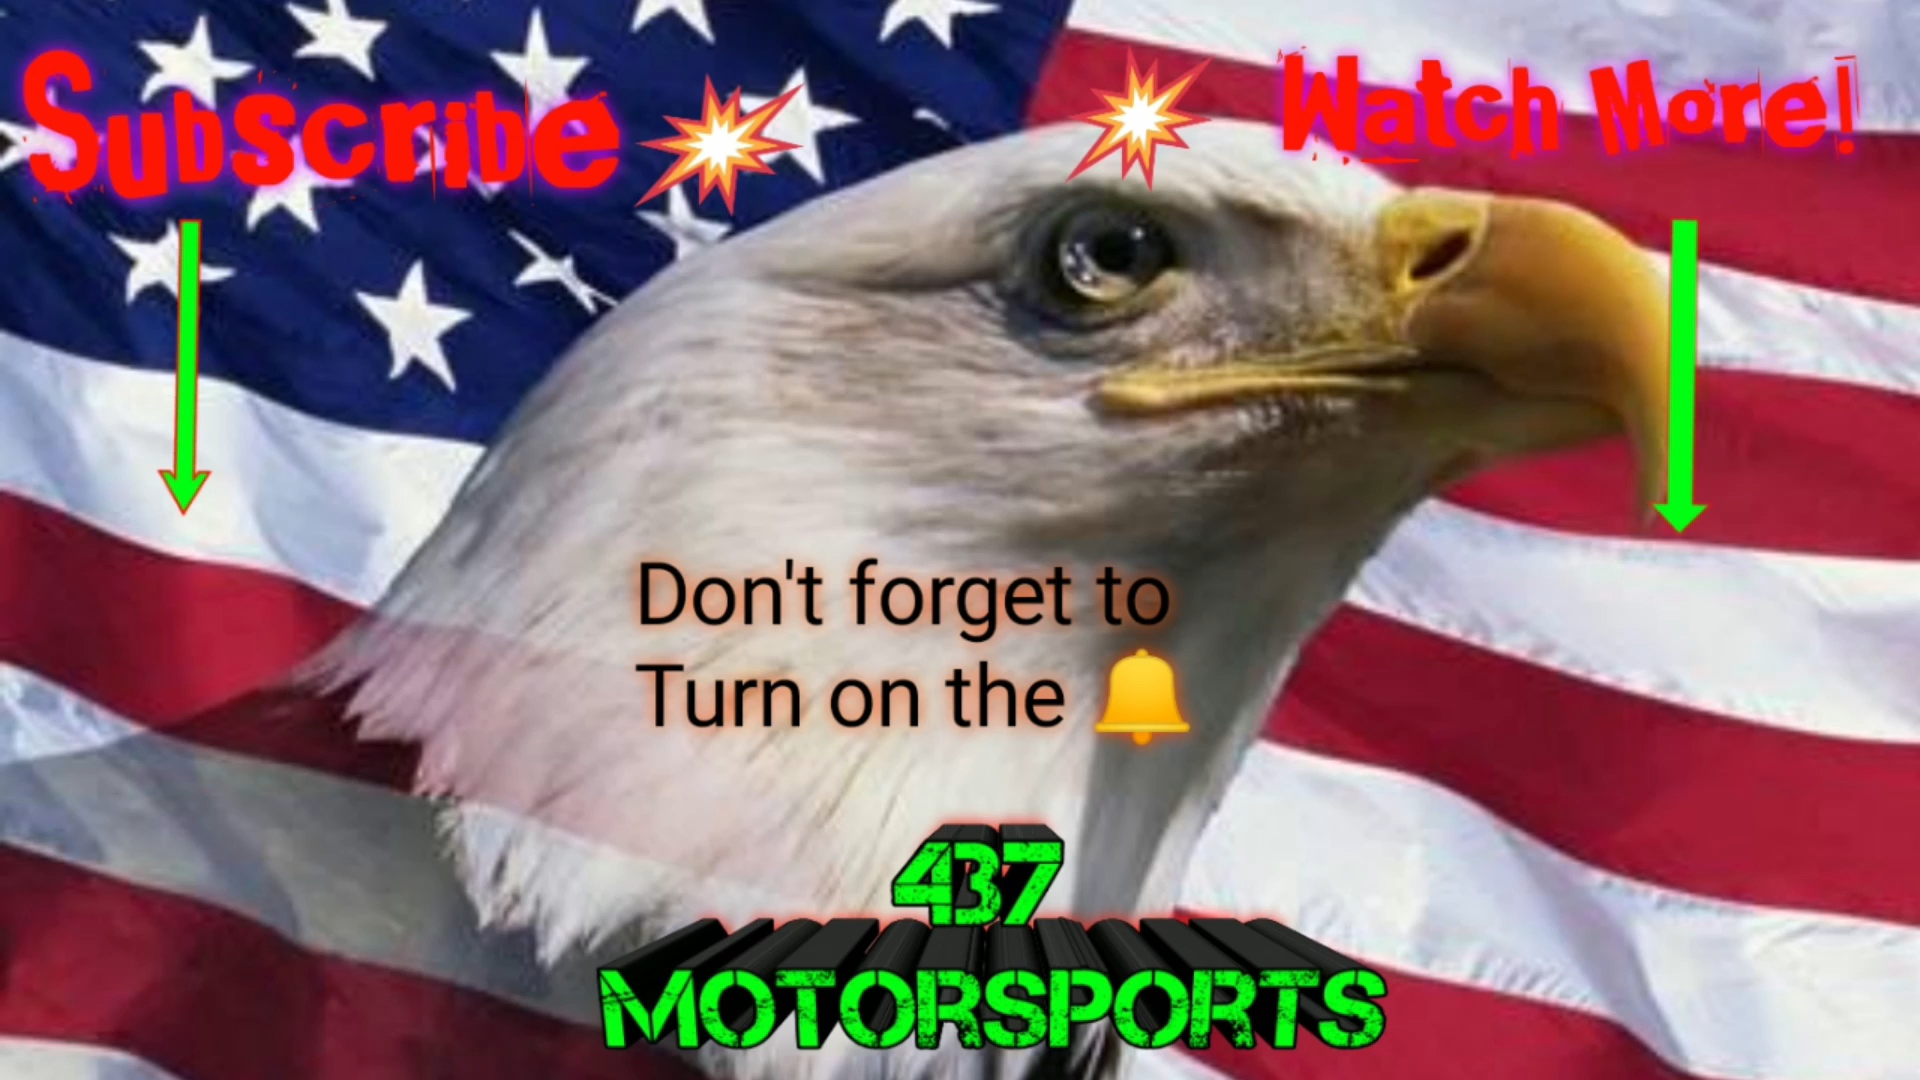 Subscribe 💥
💥 Watch More!
Don't forget to
Turn on the 🔔
437
MOTORSPORTS